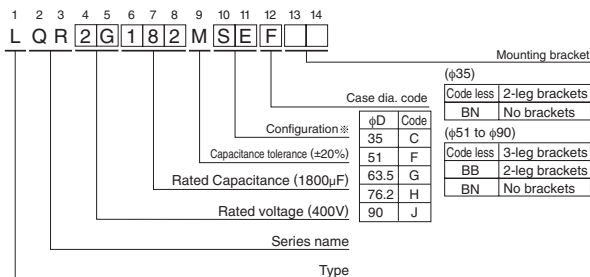 1 2 3 4 5 6 7 8 9 10 11 12 13 14
L Q R 2 G 1 8 2 M S E F
Mounting bracket
(φ35)
Code less 2-leg brackets
BN No brackets
(φ51 to φ90)
Code less 3-leg brackets
BB 2-leg brackets
BN No brackets
Case dia. code
φD Code
35 C
51 F
63.5 G
76.2 H
90 J
Configuration※
Capacitance tolerance (±20%)
Rated Capacitance (1800μF)
Rated voltage (400V)
Series name
Type